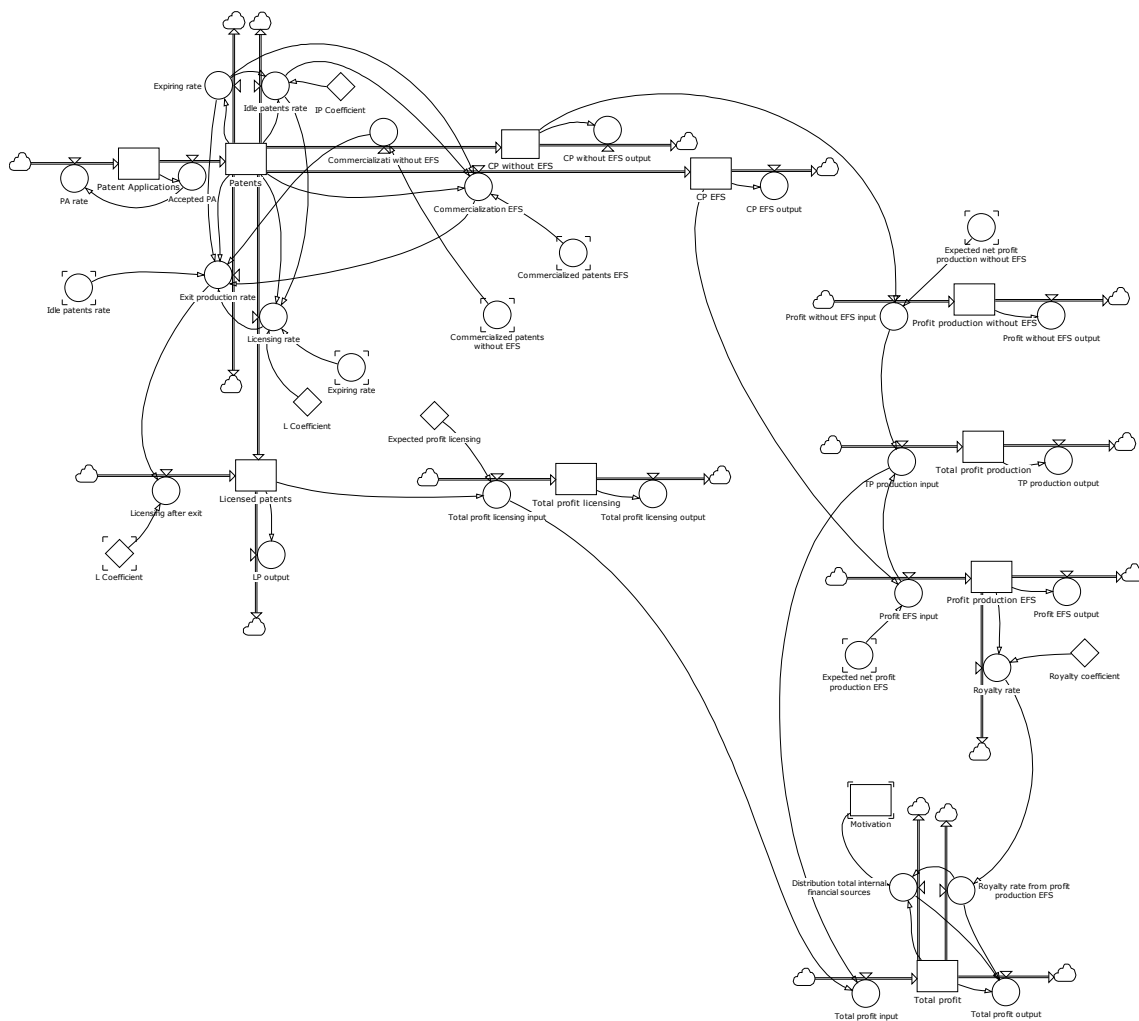 Expiring rate
Idle patents rate
IP Coefficient
Commercializati without EFS
CP without EFS
CP without EFS output
Patent Applications
Patents
PA rate
Accepted PA
CP EFS
CP EFS output
Commercialization EFS
Expected net profit
production without EFS
Commercialized patents EFS
Exit production rate
Idle patents rate
Licensing rate
Commercialized patents
without EFS
Profit without EFS input
Profit production without EFS
Profit without EFS output
Expiring rate
L Coefficient
Expected profit licensing
Total profit production
TP production input
TP production output
Licensed patents
Licensing after exit
Total profit licensing
Total profit licensing input
Total profit licensing output
L Coefficient
LP output
Profit production EFS
Profit EFS input
Profit EFS output
Expected net profit
production EFS
Royalty rate
Royalty coefficient
Motivation
Distribution total internal
financial sources
Royalty rate from profit
production EFS
Total profit
Total profit input
Total profit output